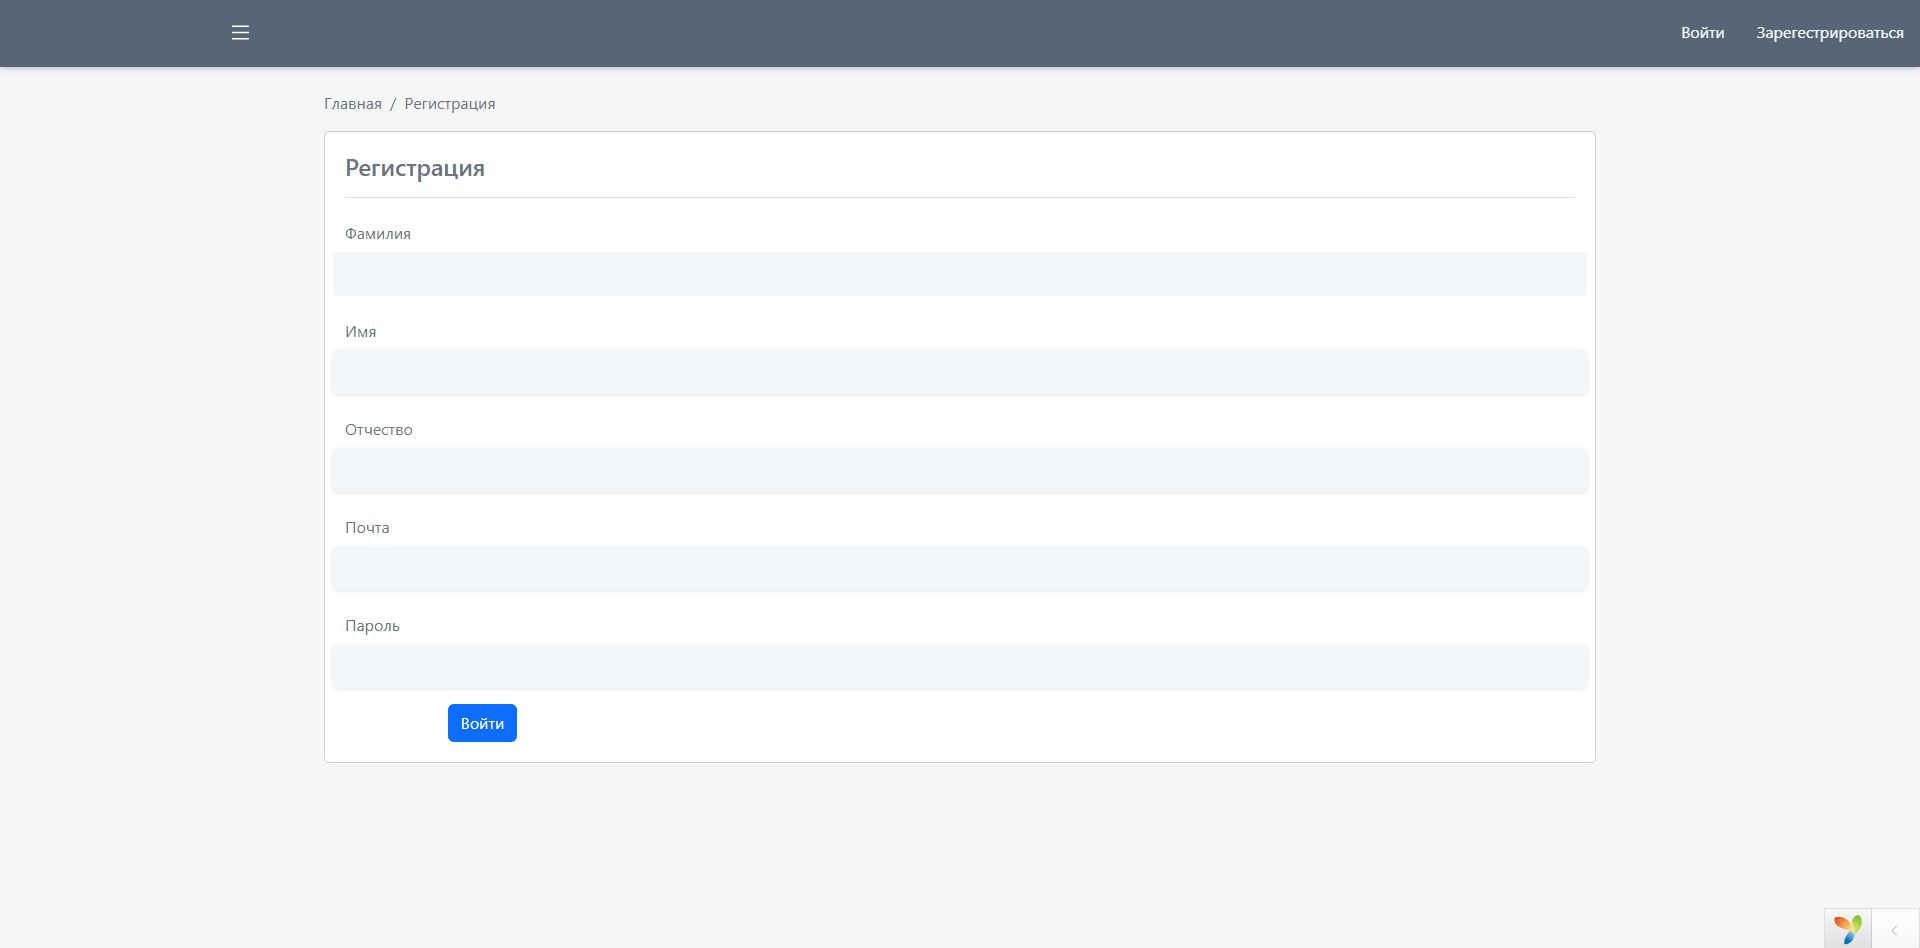 Войти Зарегестрироваться
Главная / Регистрация
Регистрация
Фамилия
Имя
Отчество
Почта
Пароль
Войти